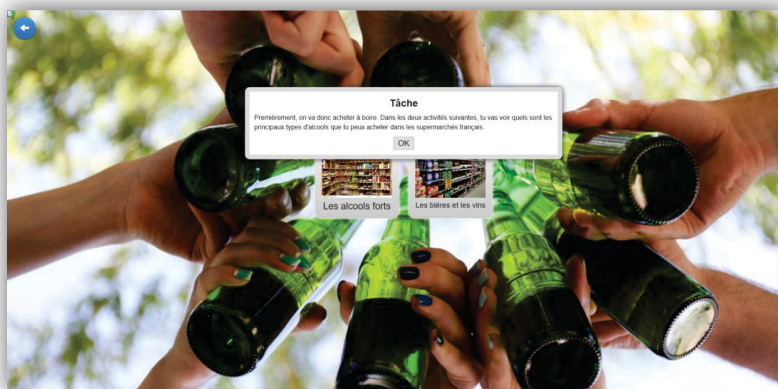 Tâche
Premièrement, on va donc acheter à boire. Dans les deux activités suivantes, tu vas voir quels sont les
principaux types d'alcools que tu peux acheter dans les supermarchés français.
OK
Les alcools forts
Les bières et les vins